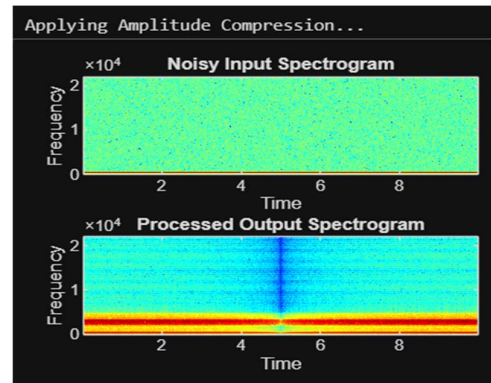 Applying Amplitude Compression...
×10⁴ Noisy Input Spectrogram
2
1
0
Frequency
2 4 6 8
Time
×10⁴ Processed Output Spectrogram
2
1
0
Frequency
2 4 6 8
Time